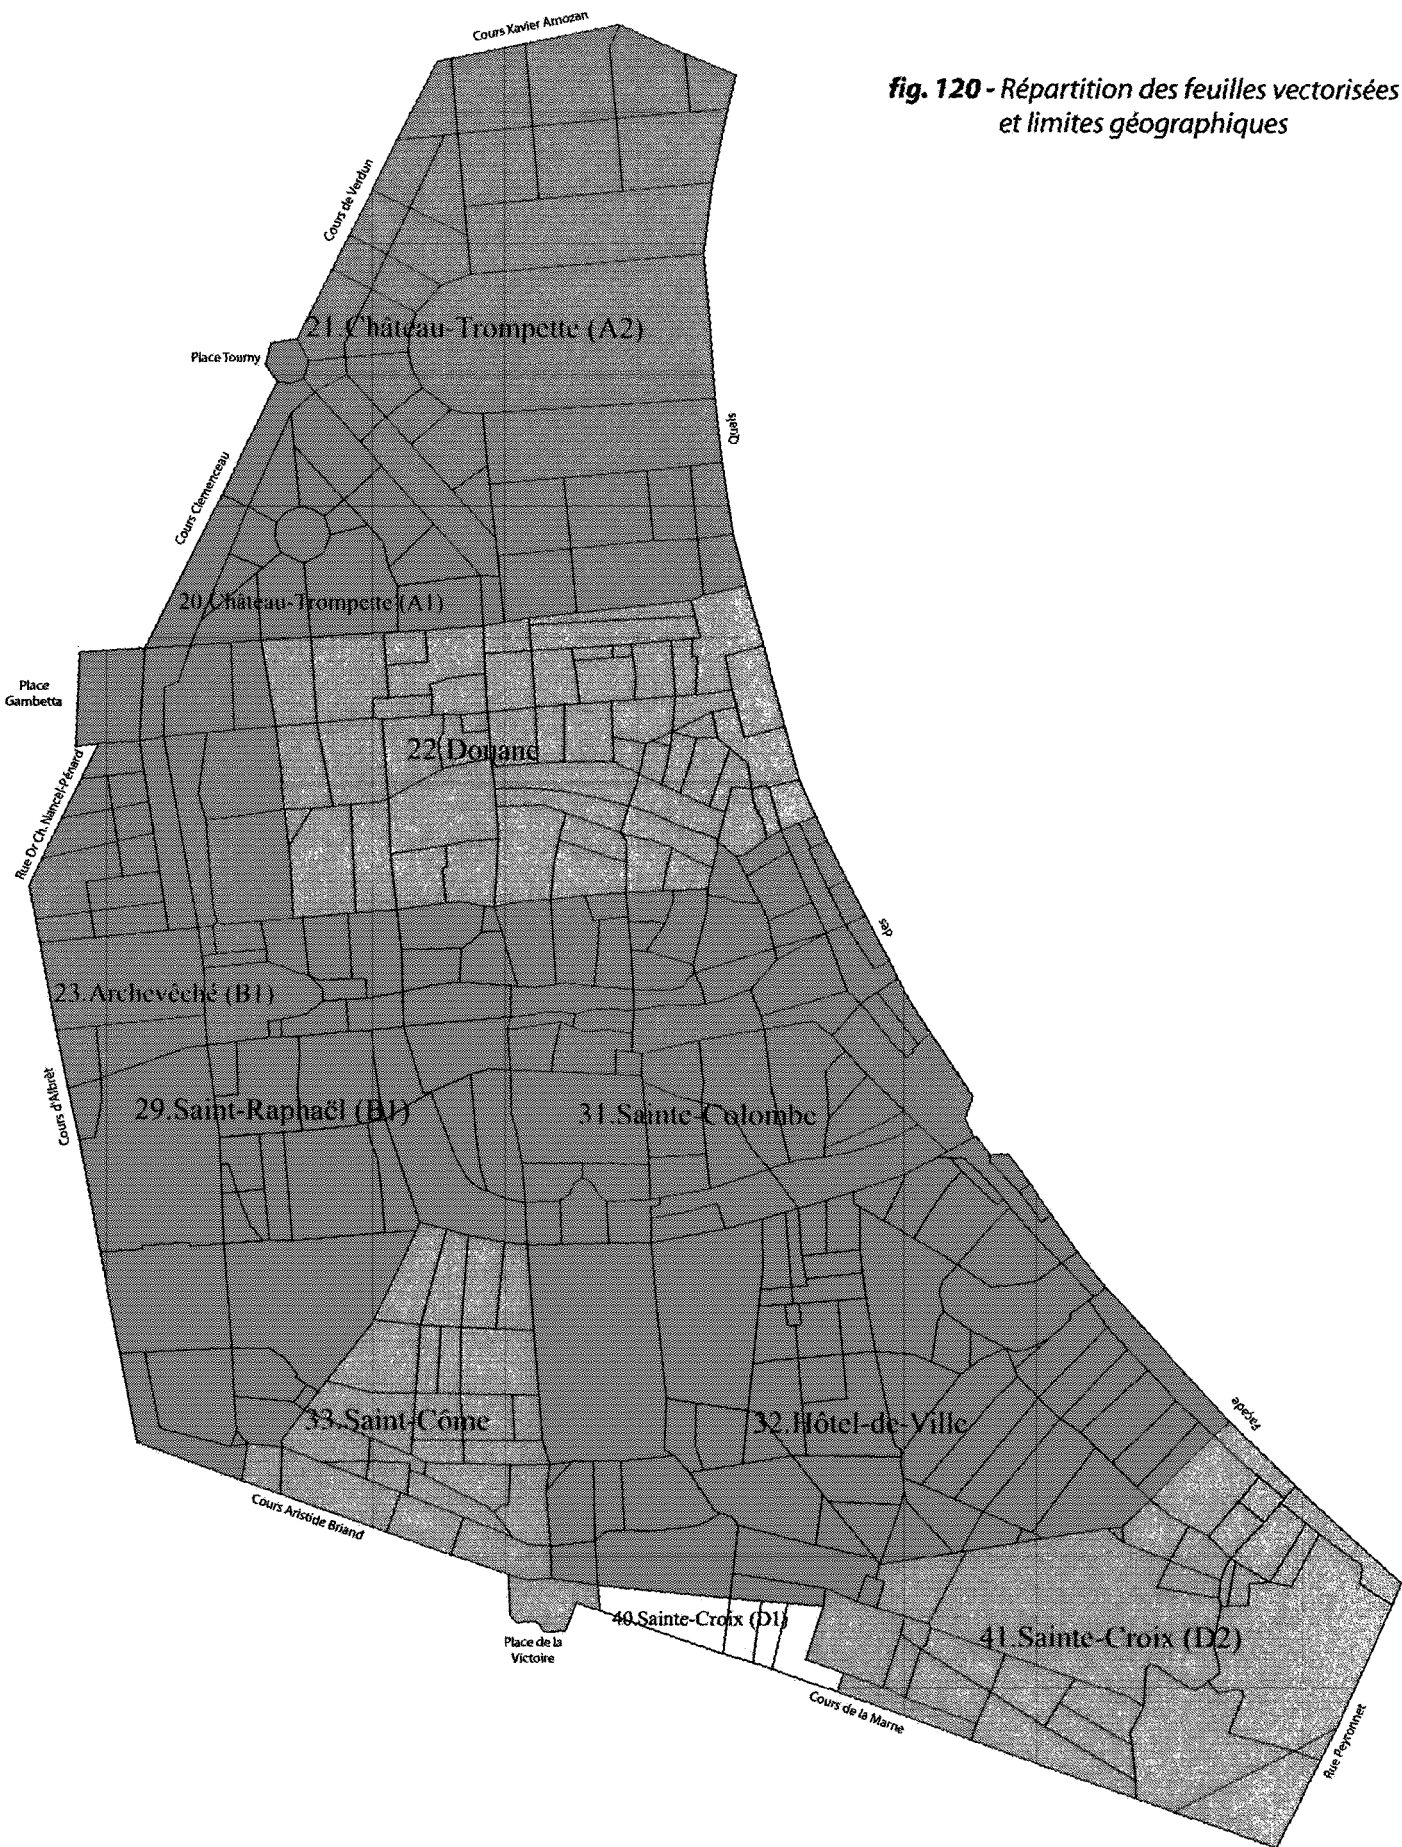 Cours Xavier Arnozan
fig. 120 - Répartition des feuilles vectorisées
et limites géographiques
Cours de Verdun
21.Château-Trompette (A2)
Place Tourny
Quais
Cours Clemenceau
20.Château-Trompette (A1)
Place
Gambetta
22.Douane
Rue Dr Ch. Nancel-Pénard
des
23.Archevêché (B1)
Cours d'Albret
29.Saint-Raphaël (B1)
31.Sainte-Colombe
Façade
33.Saint-Côme
32.Hôtel-de-Ville
Cours Aristide Briand
40.Sainte-Croix (D1)
41.Sainte-Croix (D2)
Place de la
Victoire
Cours de la Marne
Rue Peyronnet